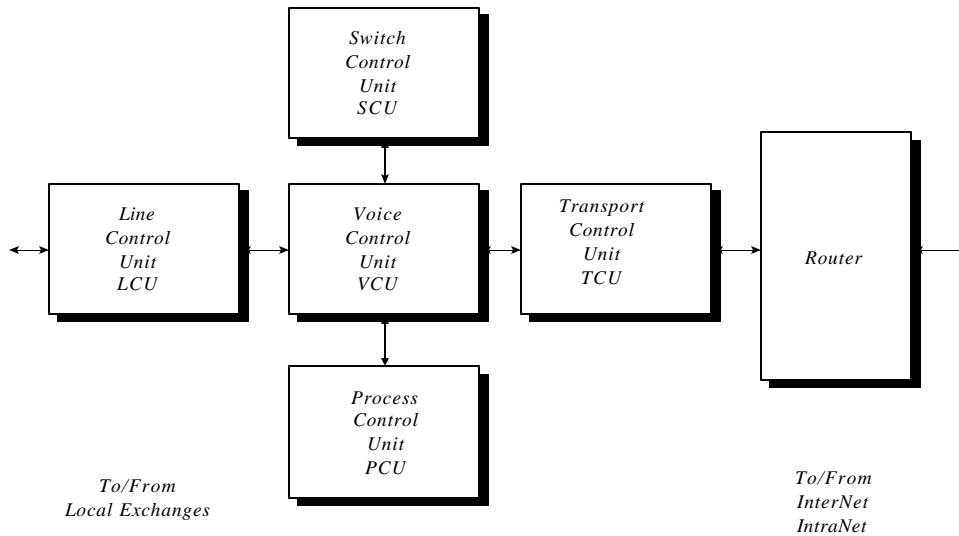 Switch
Control
Unit
SCU
Line
Control
Unit
LCU
Voice
Control
Unit
VCU
Transport
Control
Unit
TCU
Router
Process
Control
Unit
PCU
To/From
Local Exchanges
To/From
InterNet
IntraNet